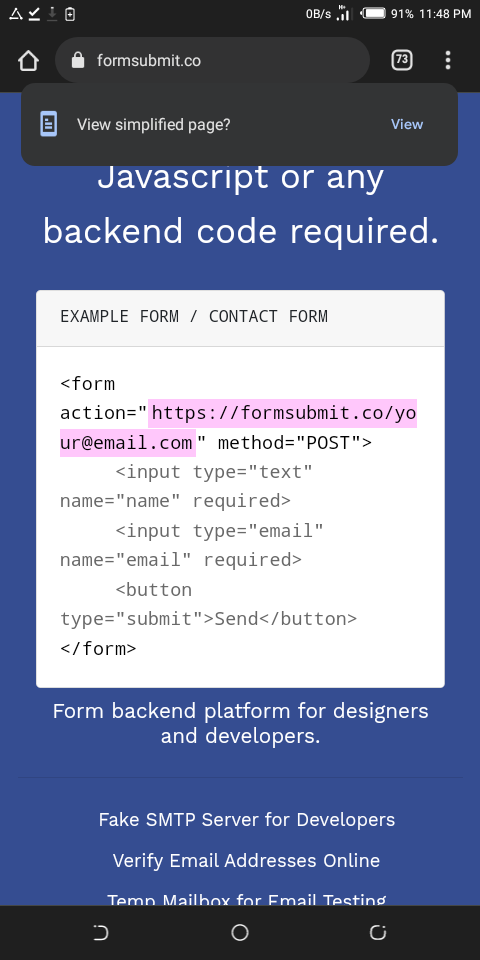 0B/s 91% 11:48 PM
formsubmit.co
73
View simplified page? View
Javascript or any
backend code required.
EXAMPLE FORM / CONTACT FORM
<form
action="https://formsubmit.co/yo
ur@email.com" method="POST">
<input type="text"
name="name" required>
<input type="email"
name="email" required>
<button
type="submit">Send</button>
</form>
Form backend platform for designers
and developers.
Fake SMTP Server for Developers
Verify Email Addresses Online
Temp Mailbox for Email Testing